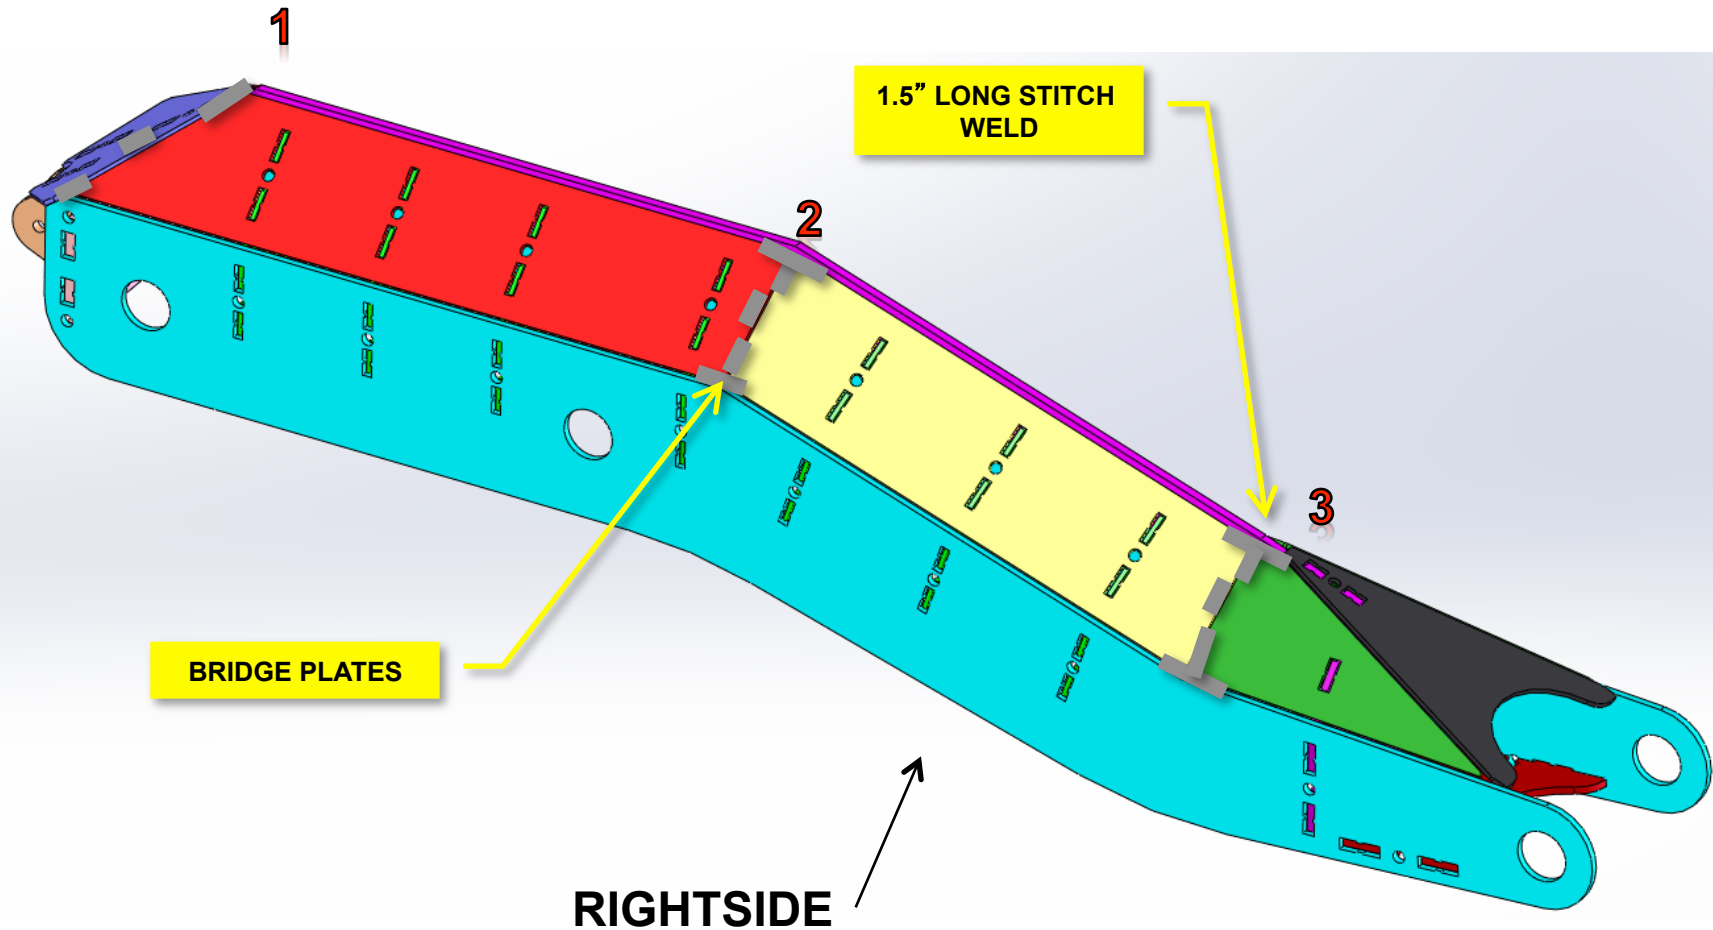 1
1.5” LONG STITCH
WELD
2
3
BRIDGE PLATES
RIGHTSIDE